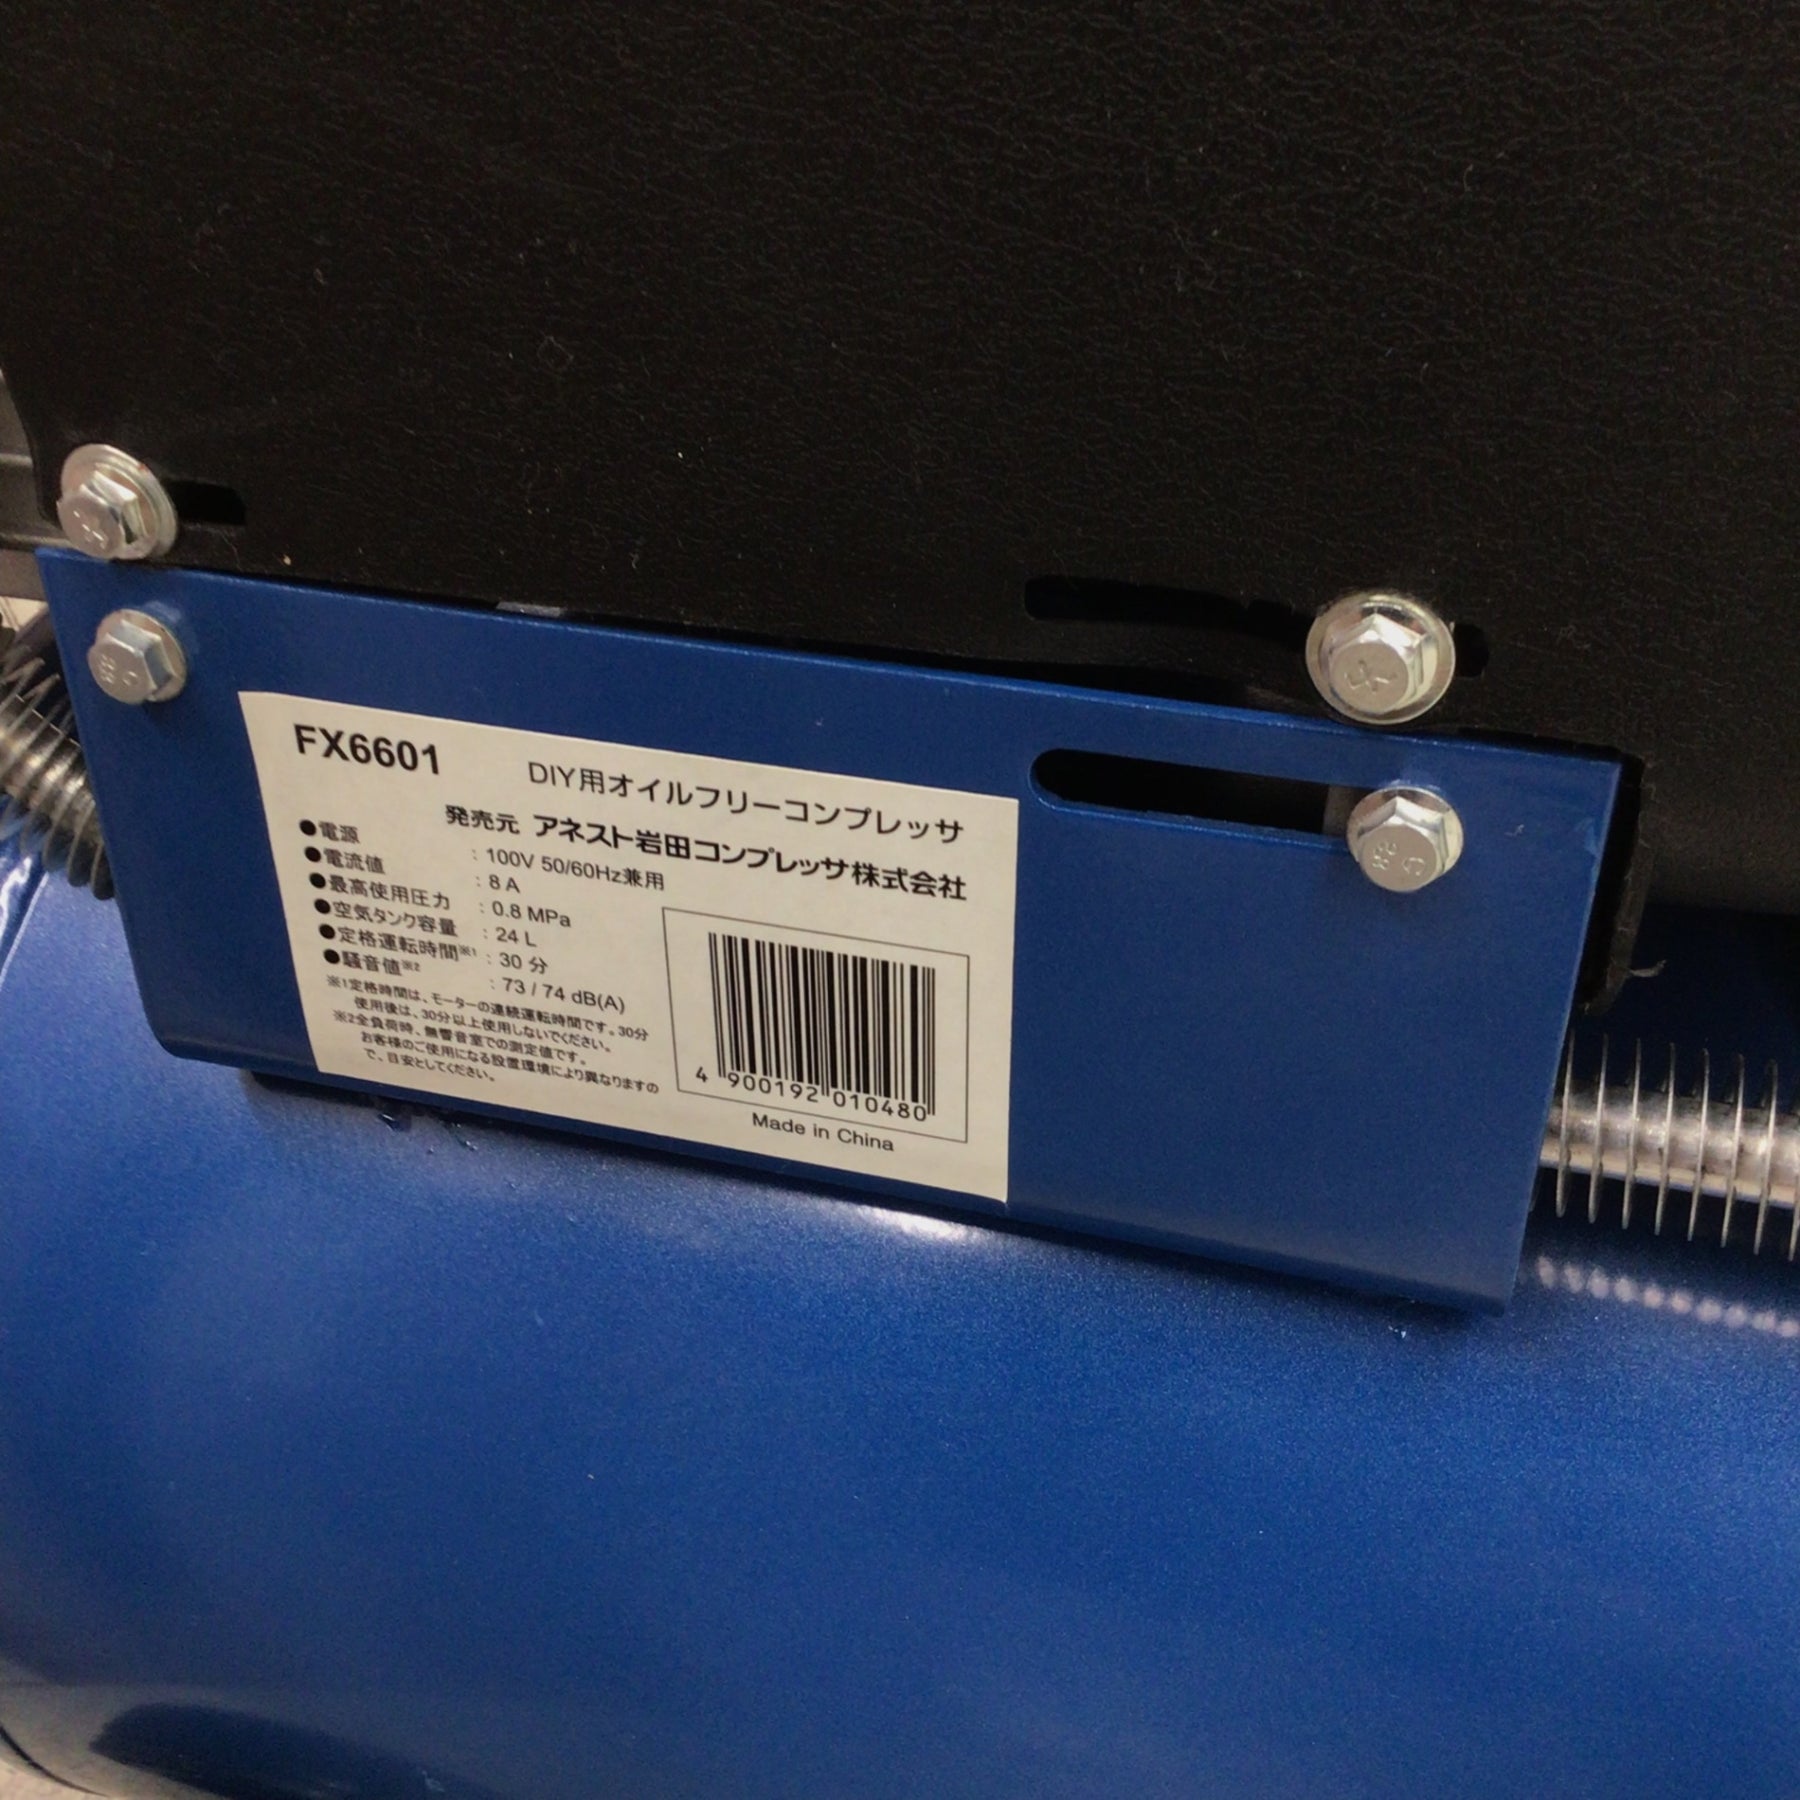 FX6601
DIY用オイルフリーコンプレッサ
発売元 アネスト岩田コンプレッサ株式会社
●電源 : 100V 50/60Hz兼用
●電流値 : 8 A
●最高使用圧力 : 0.8 MPa
●空気タンク容量 : 24 L
●定格運転時間※1 : 30 分
●騒音値※2 : 73 / 74 dB(A)
※1定格時間は、モーターの連続運転時間です。30分
使用後は、30分以上使用しないでください。
※2全負荷時、無響音室での測定値です。
お客様のご使用になる設置環境により異なりますの
で、目安としてください。
4 900192 010480
Made in China